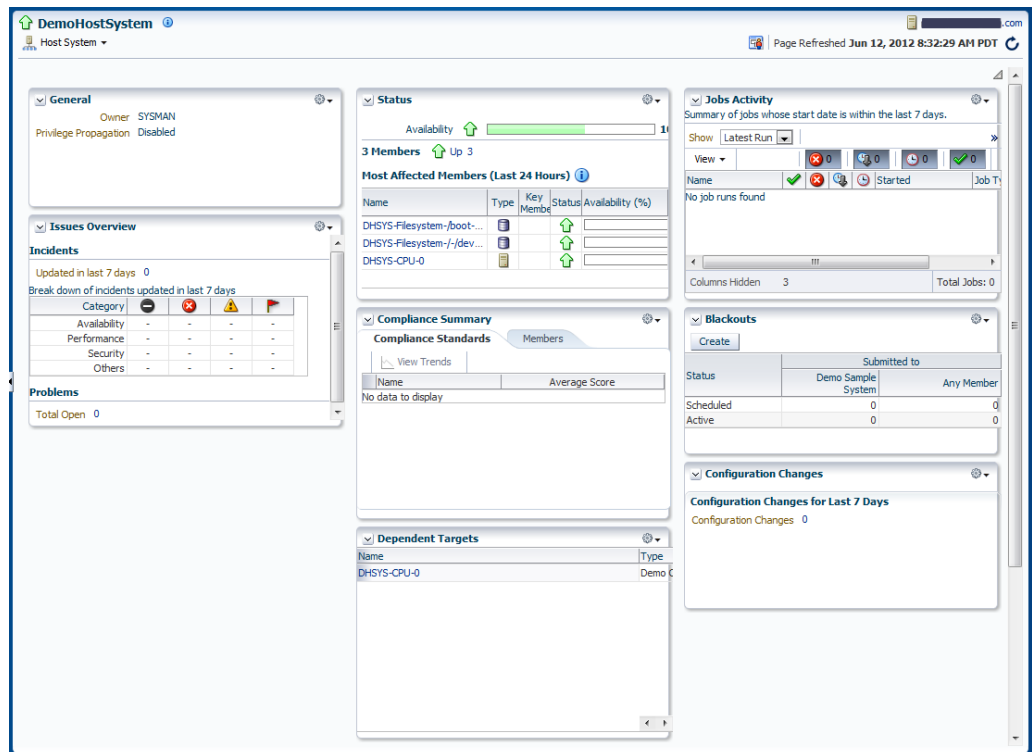 DemoHostSystem
.com
Host System
Page Refreshed Jun 12, 2012 8:32:29 AM PDT
General
Owner SYSMAN
Privilege Propagation Disabled
Issues Overview
Incidents
Updated in last 7 days 0
Break down of incidents updated in last 7 days
Category
Availability - - - -
Performance - - - -
Security - - - -
Others - - - -
Problems
Total Open 0
Status
Availability
3 Members Up 3
Most Affected Members (Last 24 Hours)
Name Type Key Membe Status Availability (%)
DHSYS-Filesystem-/boot-...
DHSYS-Filesystem-/-/dev...
DHSYS-CPU-0
Compliance Summary
Compliance Standards Members
View Trends
Name Average Score
No data to display
Dependent Targets
Name Type
DHSYS-CPU-0 Demo C
Jobs Activity
Summary of jobs whose start date is within the last 7 days.
Show Latest Run »
View 0 0 0 0
Name Started Job Ty
No job runs found
Columns Hidden 3 Total Jobs: 0
Blackouts
Create
Submitted to
Status Demo Sample System Any Member
Scheduled 0 0
Active 0 0
Configuration Changes
Configuration Changes for Last 7 Days
Configuration Changes 0